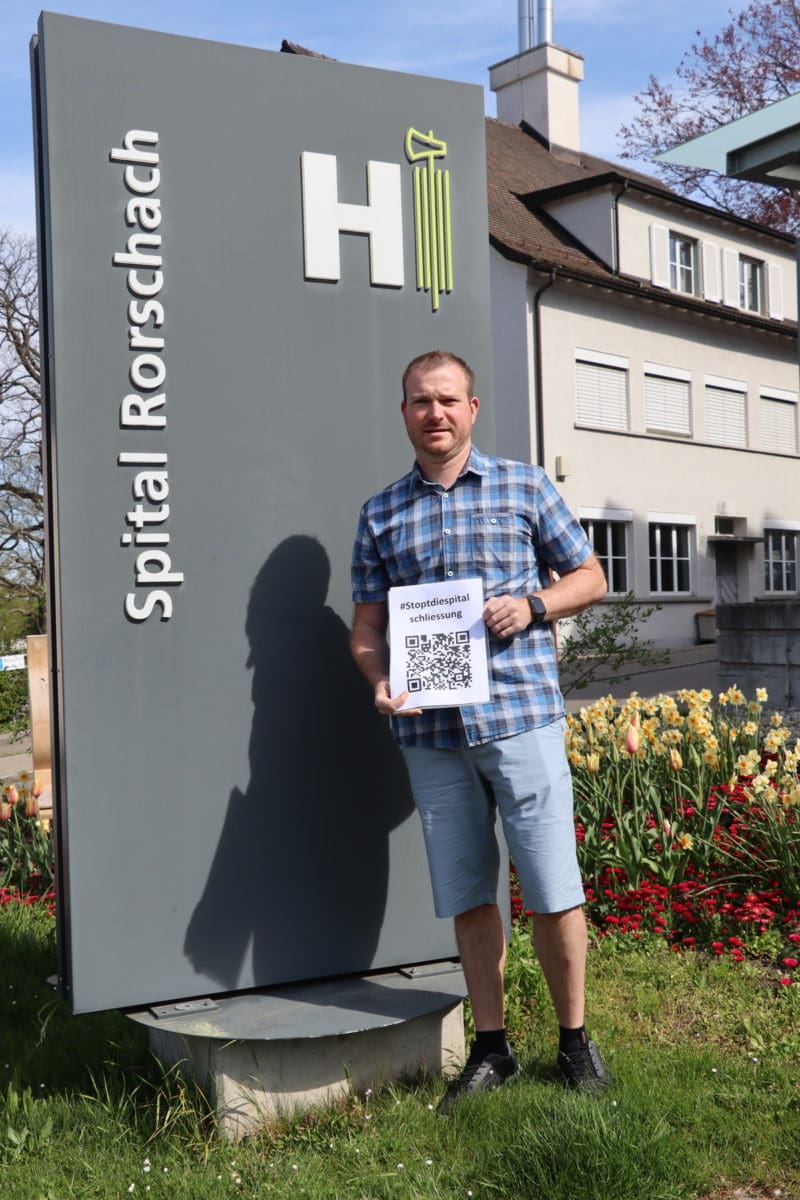 Spital Rorschach
H
#Stoptdiespital
schliessung